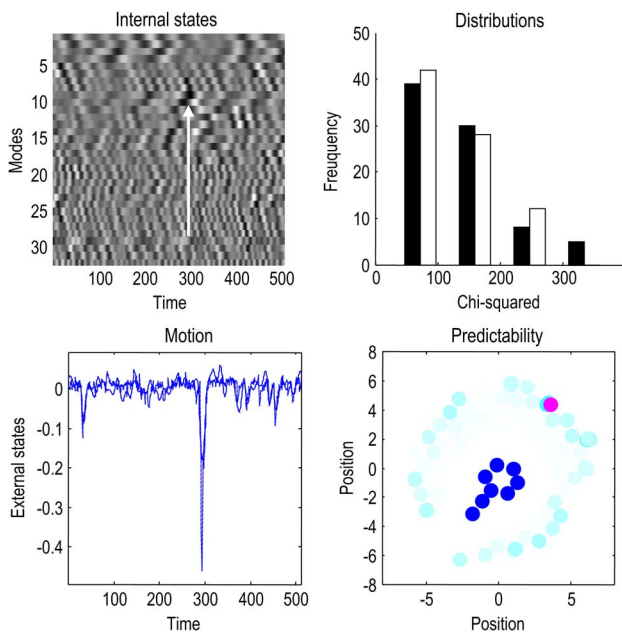 Internal states
5
10
15
20
25
30
Modes
100 200 300 400 500
Time
Distributions
50
40
30
20
10
0
Freuquency
0 100 200 300
Chi-squared
Motion
0
-0.1
-0.2
-0.3
-0.4
External states
100 200 300 400 500
Time
Predictability
8
6
4
2
0
-2
-4
-6
-8
Position
-5 0 5
Position